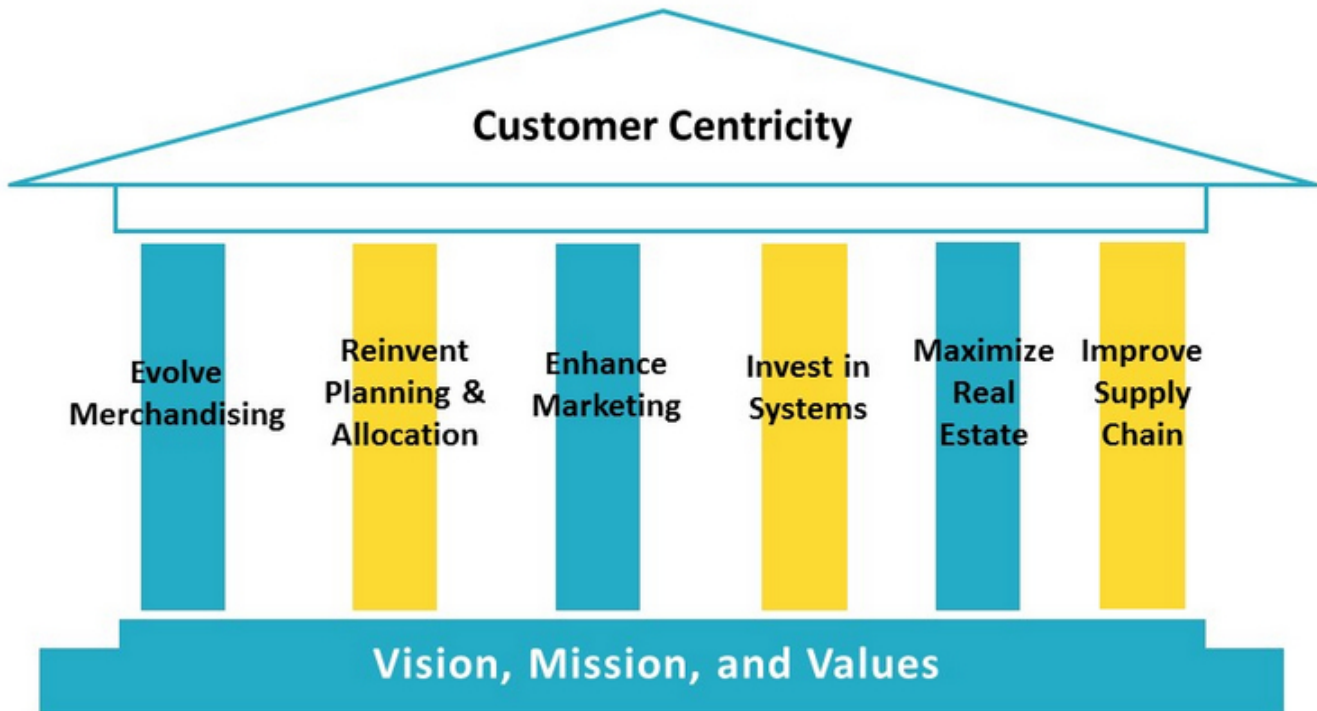 Customer Centricity
Evolve
Merchandising
Reinvent
Planning &
Allocation
Enhance
Marketing
Invest in
Systems
Maximize
Real
Estate
Improve
Supply
Chain
Vision, Mission, and Values